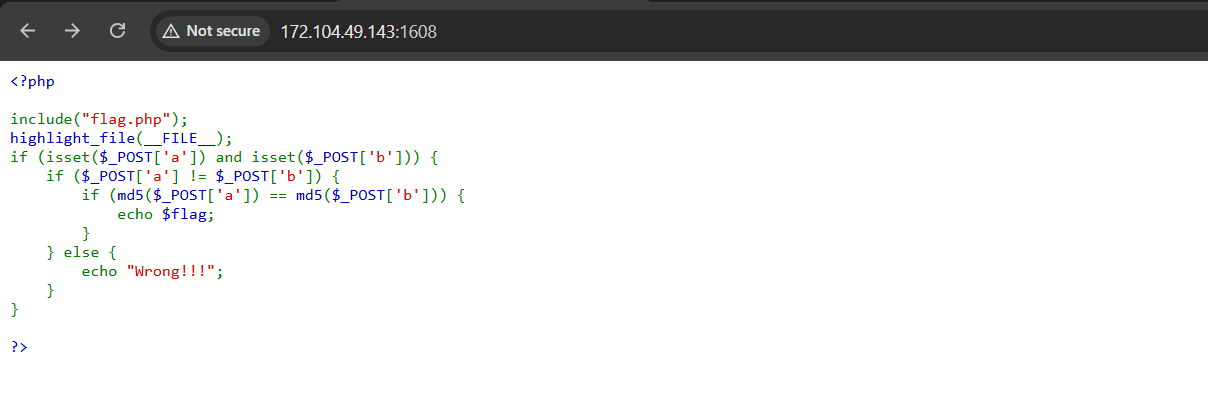 Not secure 172.104.49.143:1608
<?php
include("flag.php");
highlight_file(__FILE__);
if (isset($_POST['a']) and isset($_POST['b'])) {
if ($_POST['a'] != $_POST['b']) {
if (md5($_POST['a']) == md5($_POST['b'])) {
echo $flag;
}
} else {
echo "Wrong!!!";
}
}
?>